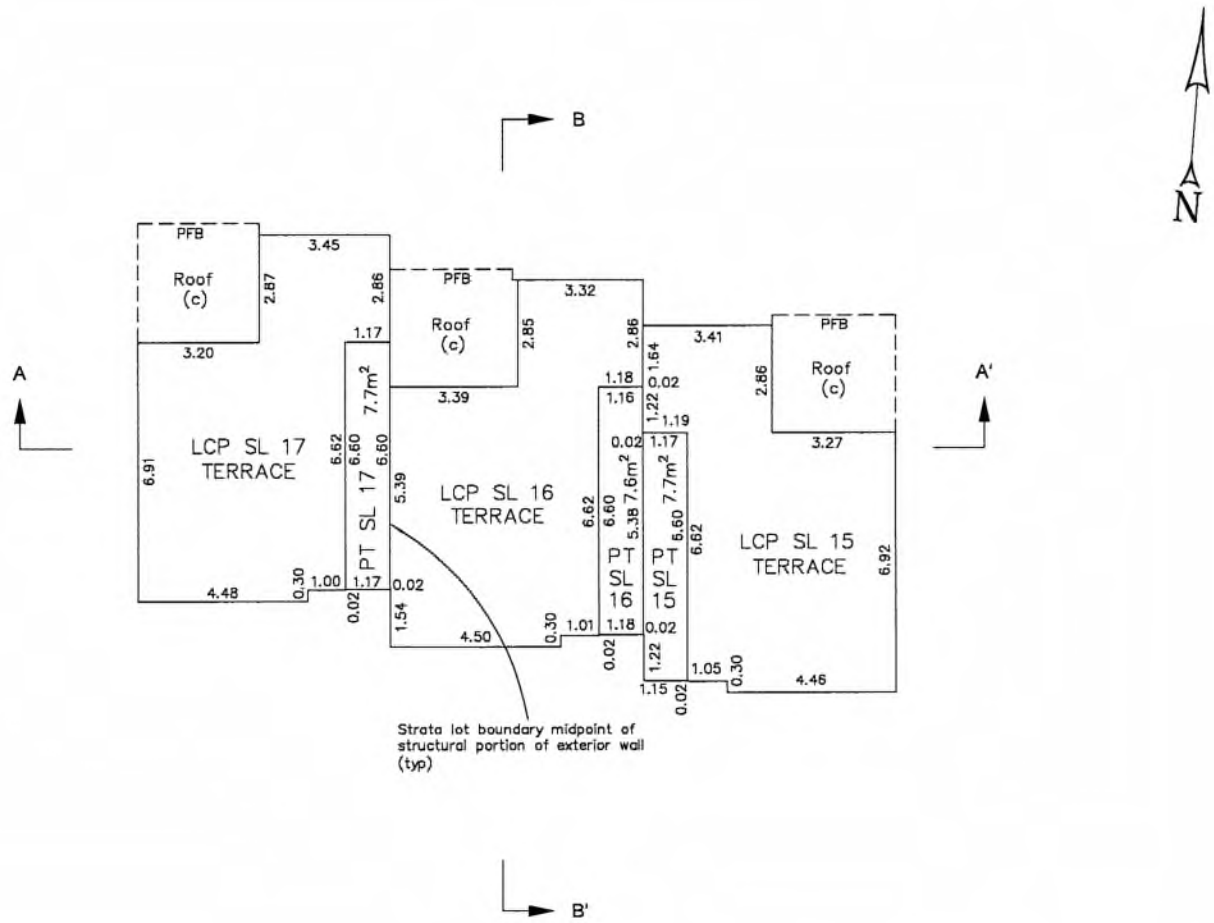 B
N
PFB
3.45
Roof
(c)
2.87
2.86
PFB
3.32
Roof
(c)
2.85
2.86
1.64
3.41
PFB
Roof
(c)
2.86
A
3.20
1.17
7.7m²
3.39
1.18
0.02
1.16
1.22
1.19
0.02
1.17
3.27
A'
6.91
LCP SL 17
TERRACE
6.62
6.60
6.60
PT SL 17
5.39
LCP SL 16
TERRACE
6.62
6.60
5.38
7.6m²
7.7m²
6.60
6.62
PT
SL
16
PT
SL
15
LCP SL 15
TERRACE
6.92
4.48
0.30
1.00
0.02
1.17
0.02
1.54
4.50
0.30
1.01
0.02
1.18
0.02
1.22
1.15
0.02
1.05
0.30
4.46
Strata lot boundary midpoint of
structural portion of exterior wall
(typ)
B'